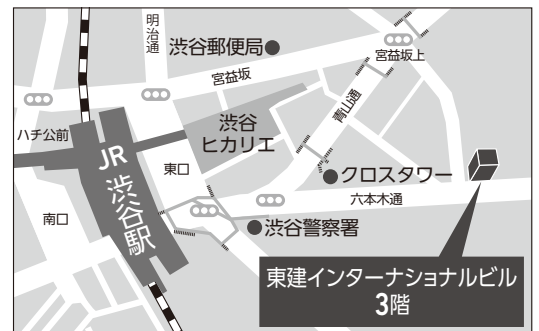 明治通
渋谷郵便局
宮益坂上
宮益坂
青山通
ハチ公前
渋谷
ヒカリエ
JR
渋谷駅
東口
クロスタワー
六本木通
南口
渋谷警察署
東建インターナショナルビル
3階